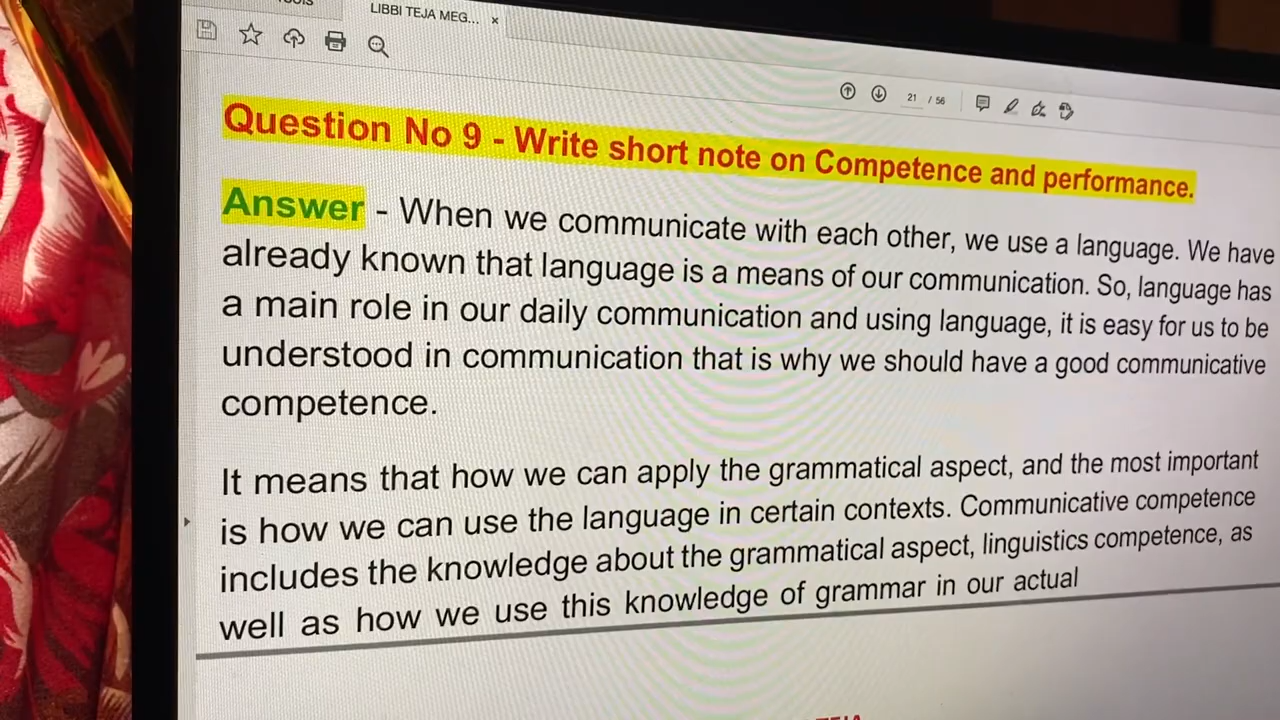 LIBBI TEJA MEG... ×
21 / 56
Question No 9 - Write short note on Competence and performance.
Answer - When we communicate with each other, we use a language. We have
already known that language is a means of our communication. So, language has
a main role in our daily communication and using language, it is easy for us to be
understood in communication that is why we should have a good communicative
competence.
It means that how we can apply the grammatical aspect, and the most important
is how we can use the language in certain contexts. Communicative competence
includes the knowledge about the grammatical aspect, linguistics competence, as
well as how we use this knowledge of grammar in our actual